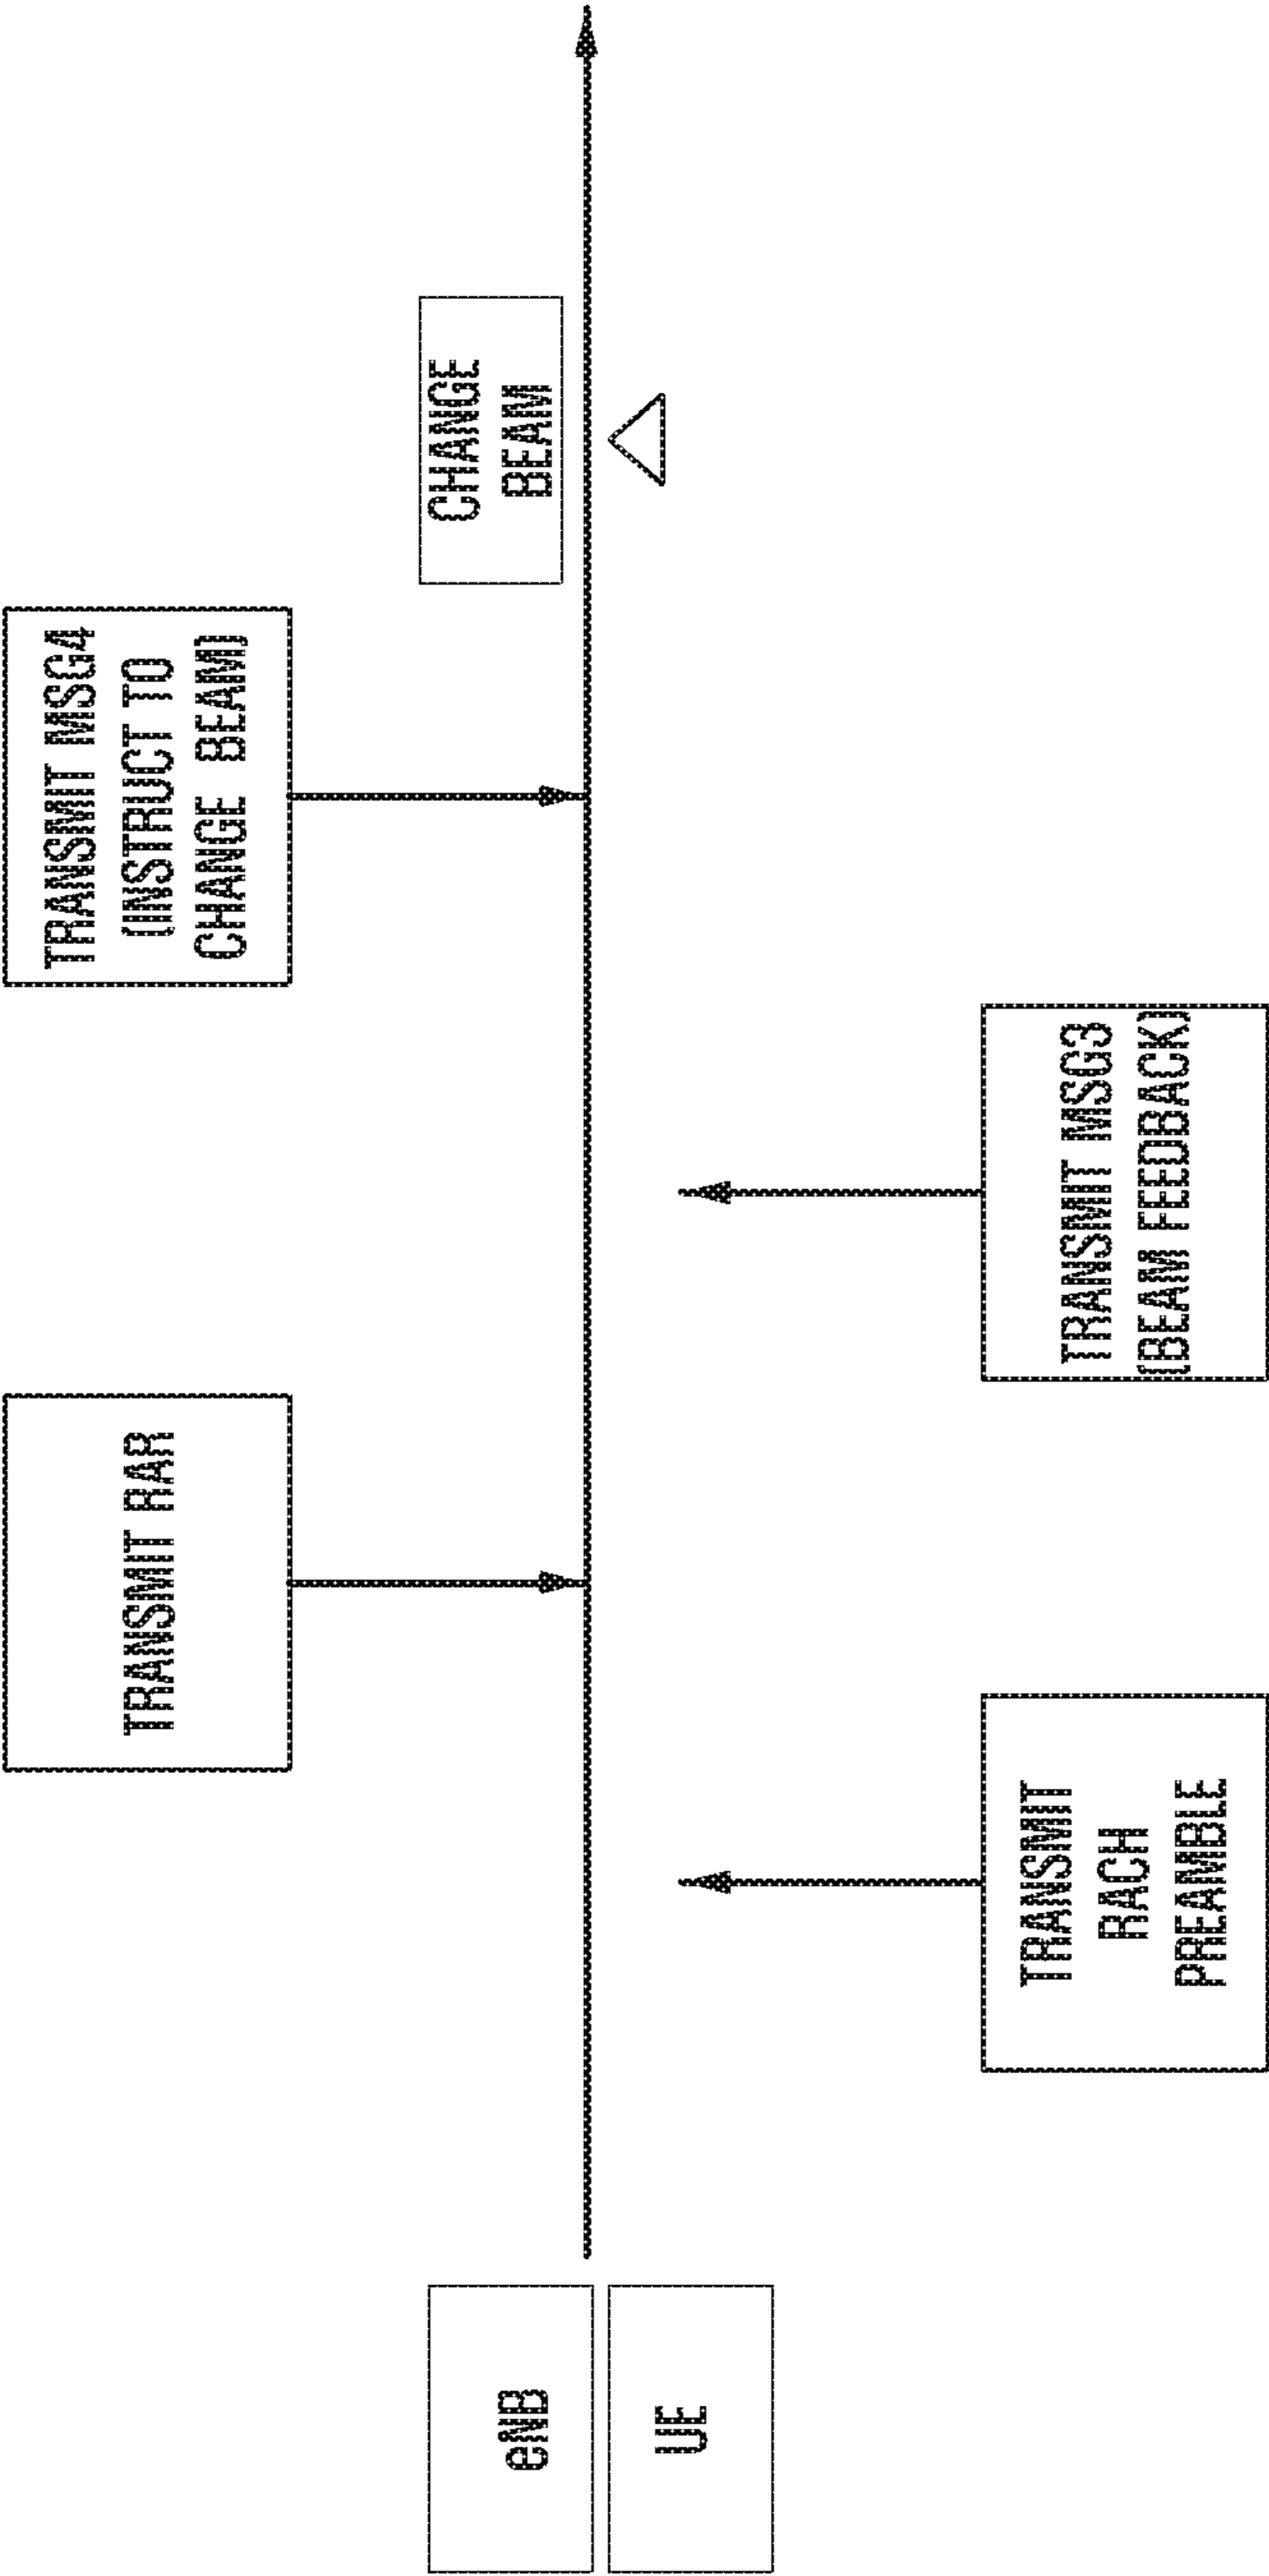 TRANSMIT RAR
TRANSMIT MSG4
(INSTRUCT TO
CHANGE BEAM)
CHANGE
BEAM
eNB
UE
TRANSMIT
RACH
PREAMBLE
TRANSMIT MSG3
(BEAM FEEDBACK)